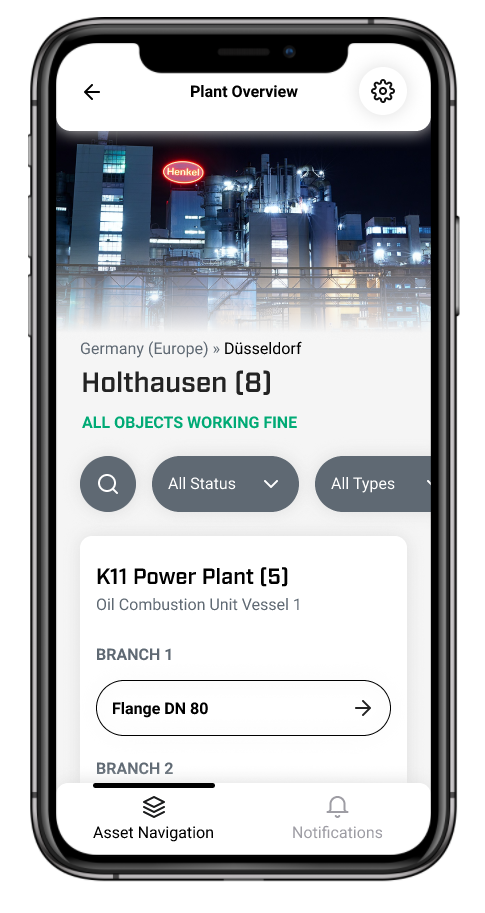 Plant Overview
Henkel
Germany (Europe) » Düsseldorf
Holthausen (8)
ALL OBJECTS WORKING FINE
All Status
All Types
K11 Power Plant (5)
Oil Combustion Unit Vessel 1
BRANCH 1
Flange DN 80
BRANCH 2
Asset Navigation
Notifications